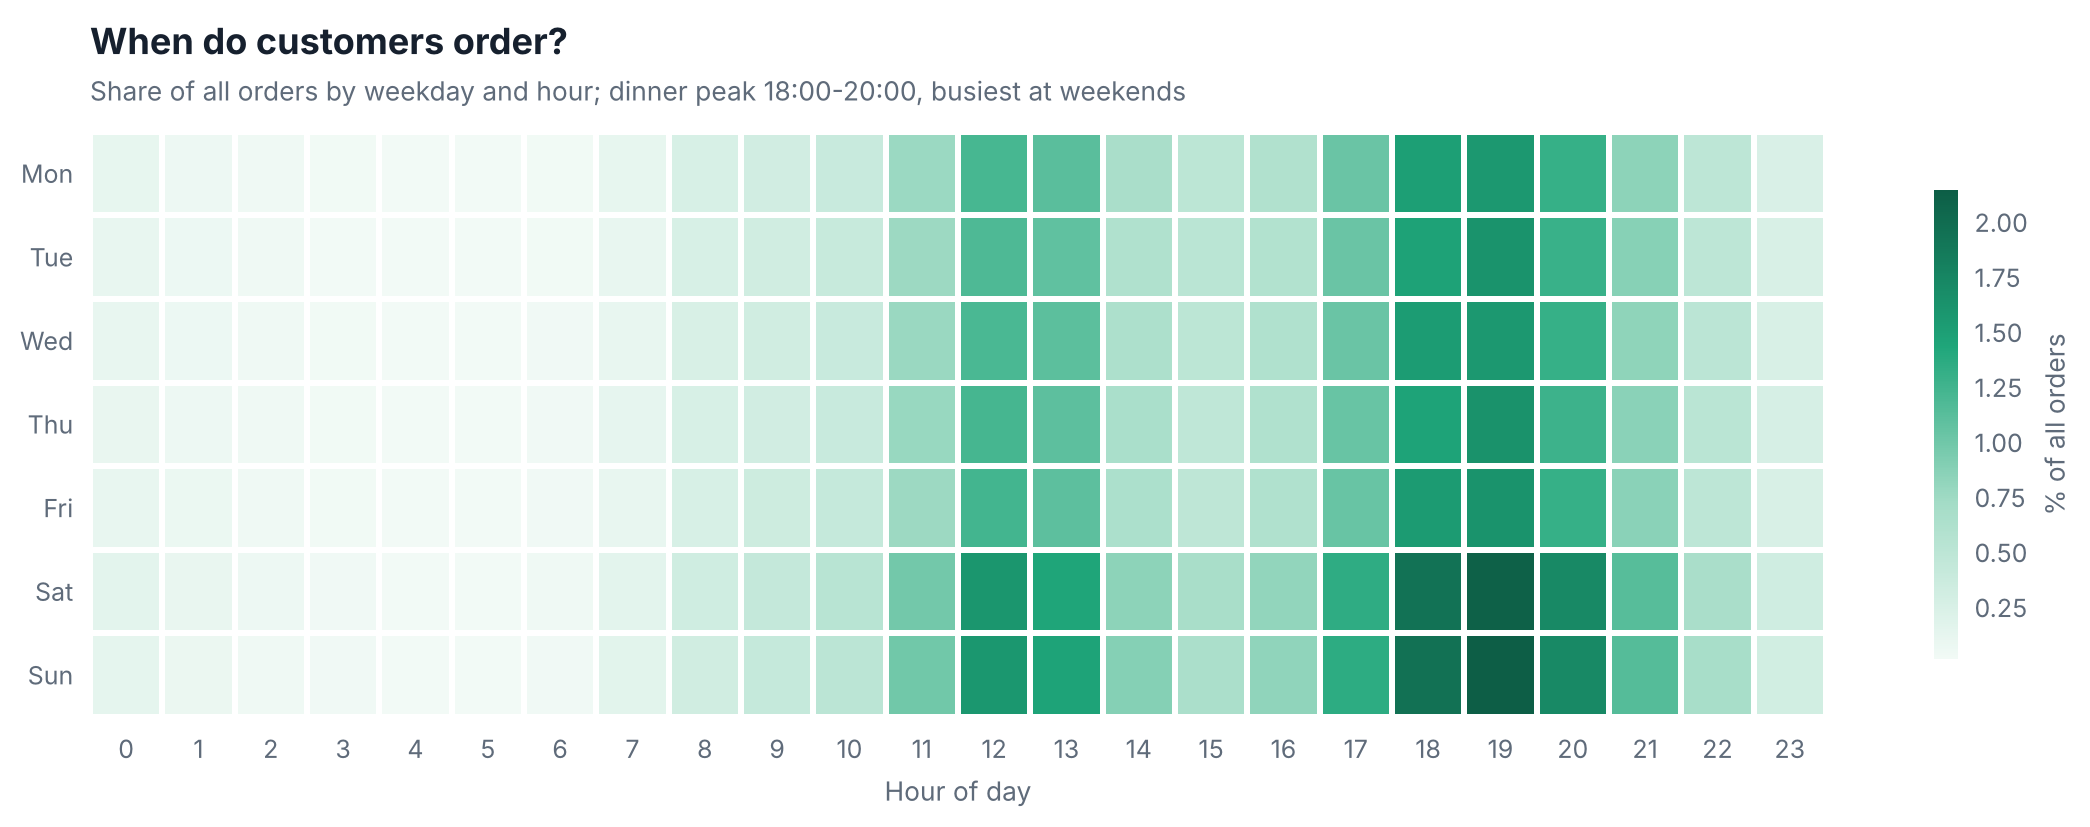 When do customers order?
Share of all orders by weekday and hour; dinner peak 18:00-20:00, busiest at weekends
Mon
Tue
Wed
Thu
Fri
Sat
Sun
0 1 2 3 4 5 6 7 8 9 10 11 12 13 14 15 16 17 18 19 20 21 22 23
Hour of day
2.00
1.75
1.50
1.25
1.00
0.75
0.50
0.25
% of all orders